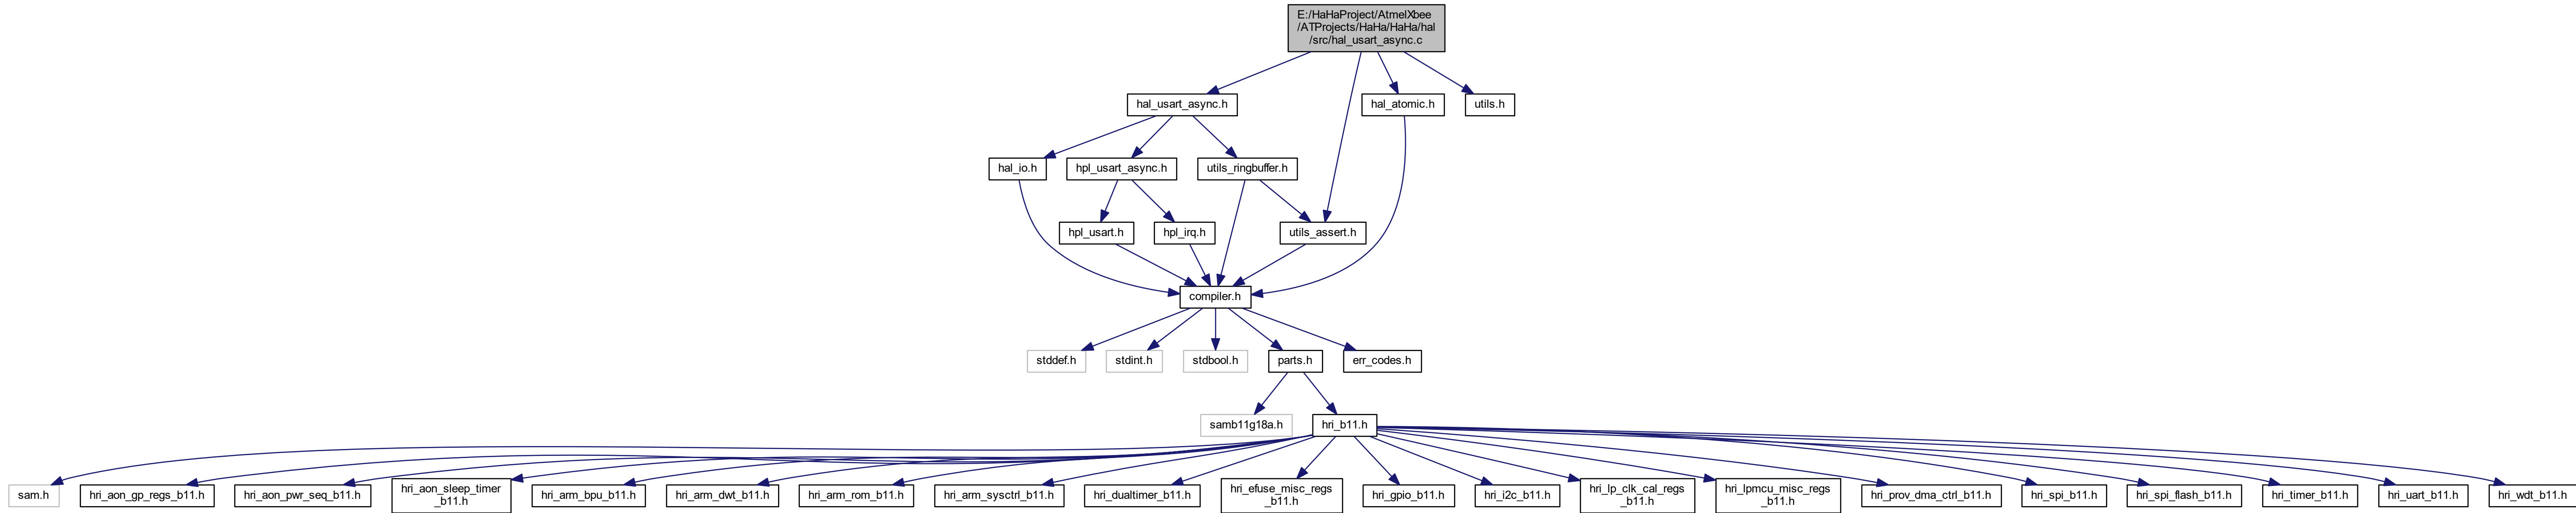 E:/HaHaProject/AtmelXbee
/ATProjects/HaHa/HaHa/hal
/src/hal_usart_async.c
hal_usart_async.h
hal_atomic.h
utils.h
hal_io.h
hpl_usart_async.h
utils_ringbuffer.h
hpl_usart.h
hpl_irq.h
utils_assert.h
compiler.h
stddef.h
stdint.h
stdbool.h
parts.h
err_codes.h
samb11g18a.h
hri_b11.h
sam.h
hri_aon_gp_regs_b11.h
hri_aon_pwr_seq_b11.h
hri_aon_sleep_timer
_b11.h
hri_arm_bpu_b11.h
hri_arm_dwt_b11.h
hri_arm_rom_b11.h
hri_arm_sysctrl_b11.h
hri_dualtimer_b11.h
hri_efuse_misc_regs
_b11.h
hri_gpio_b11.h
hri_i2c_b11.h
hri_lp_clk_cal_regs
_b11.h
hri_lpmcu_misc_regs
_b11.h
hri_prov_dma_ctrl_b11.h
hri_spi_b11.h
hri_spi_flash_b11.h
hri_timer_b11.h
hri_uart_b11.h
hri_wdt_b11.h